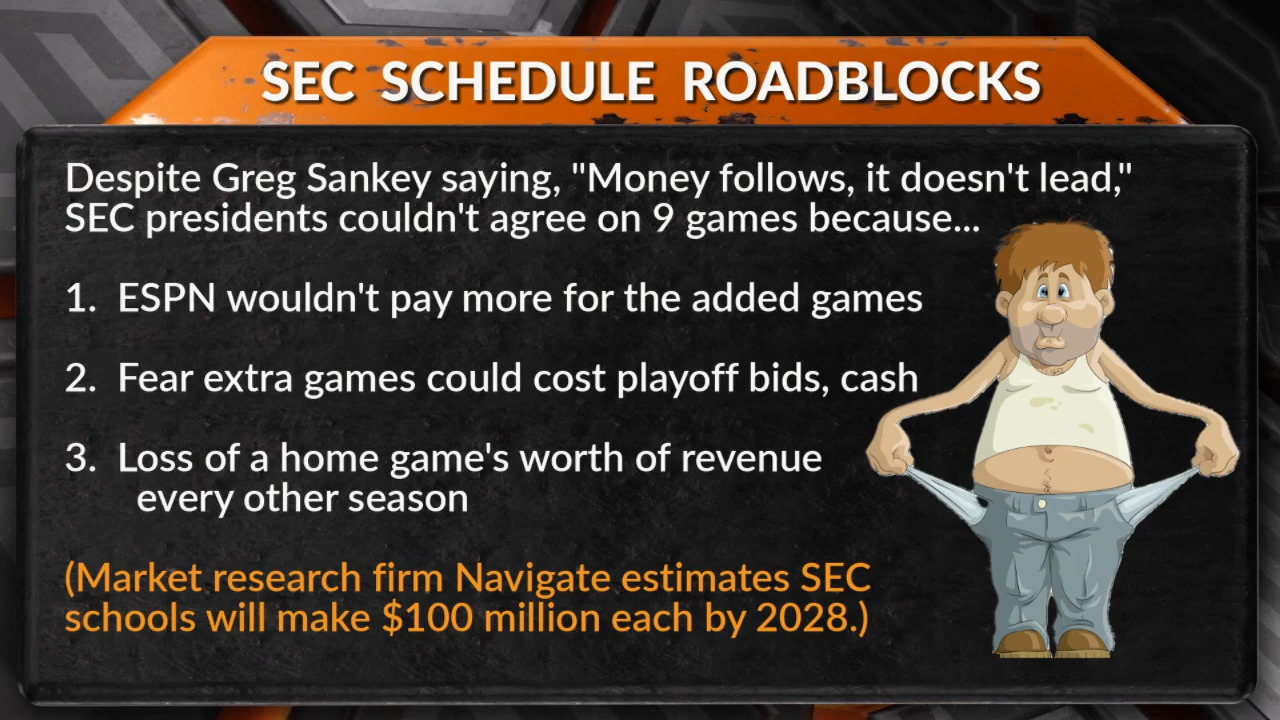 SEC SCHEDULE ROADBLOCKS
Despite Greg Sankey saying, "Money follows, it doesn't lead,"
SEC presidents couldn't agree on 9 games because...
1. ESPN wouldn't pay more for the added games
2. Fear extra games could cost playoff bids, cash
3. Loss of a home game's worth of revenue
every other season
(Market research firm Navigate estimates SEC
schools will make $100 million each by 2028.)